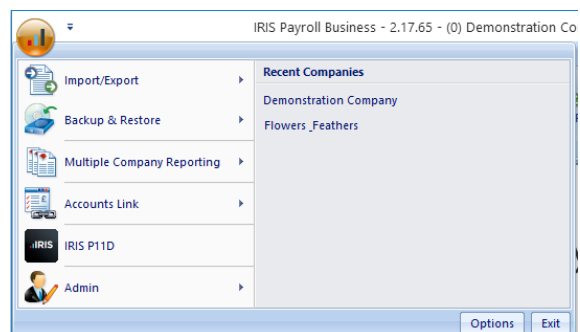 IRIS Payroll Business - 2.17.65 - (0) Demonstration Co
Import/Export
Backup & Restore
Multiple Company Reporting
Accounts Link
IRIS
IRIS P11D
Admin
Recent Companies
Demonstration Company
Flowers _Feathers
Options
Exit